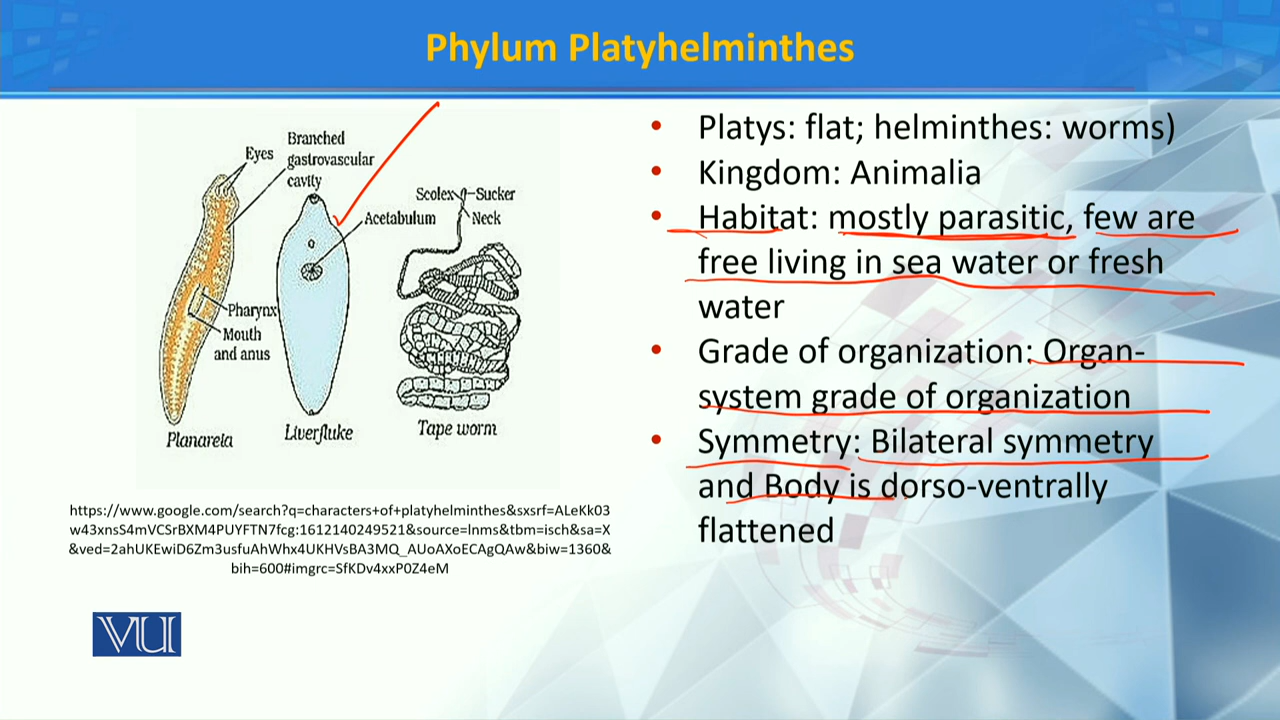 Phylum Platyhelminthes
Branched
gastrovascular
cavity
Eyes
Acetabulum
Scolex
Sucker
Neck
Pharynx
Mouth
and anus
Planareia
Liverfluke
Tape worm
https://www.google.com/search?q=characters+of+platyhelminthes&sxsrf=ALeKk03
w43xnsS4mVCSrBXM4PUYFTN7fcg:1612140249521&source=lnms&tbm=isch&sa=X
&ved=2ahUKEwiD6Zm3usfuAhWhx4UKHVsBA3MQ_AUoAXoECAgQAw&biw=1360&
bih=600#imgrc=SfKDv4xxP0Z4eM
VU
• Platys: flat; helminthes: worms)
• Kingdom: Animalia
• Habitat: mostly parasitic, few are
free living in sea water or fresh
water
• Grade of organization: Organ-
system grade of organization
• Symmetry: Bilateral symmetry
and Body is dorso-ventrally
flattened